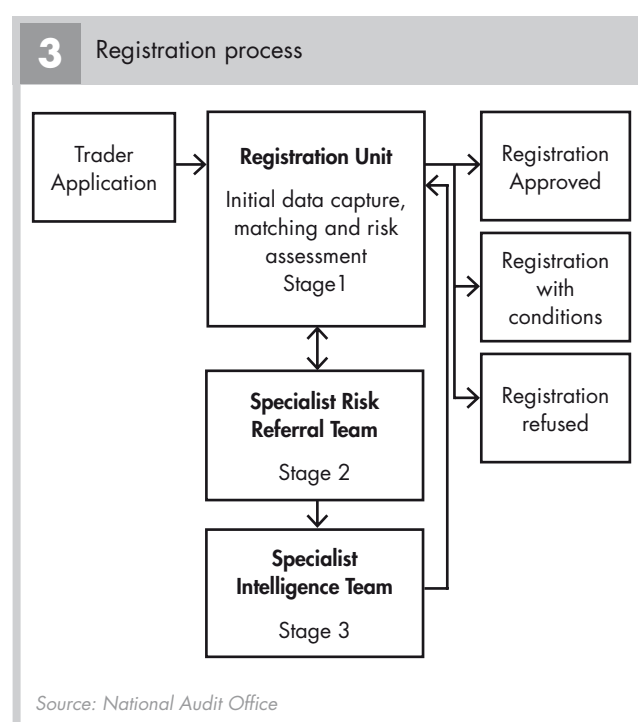 3
Registration process
Trader
Application
Registration Unit
Initial data capture,
matching and risk
assessment
Stage1
Registration
Approved
Registration
with
conditions
Registration
refused
Specialist Risk
Referral Team
Stage 2
Specialist
Intelligence Team
Stage 3
Source: National Audit Office